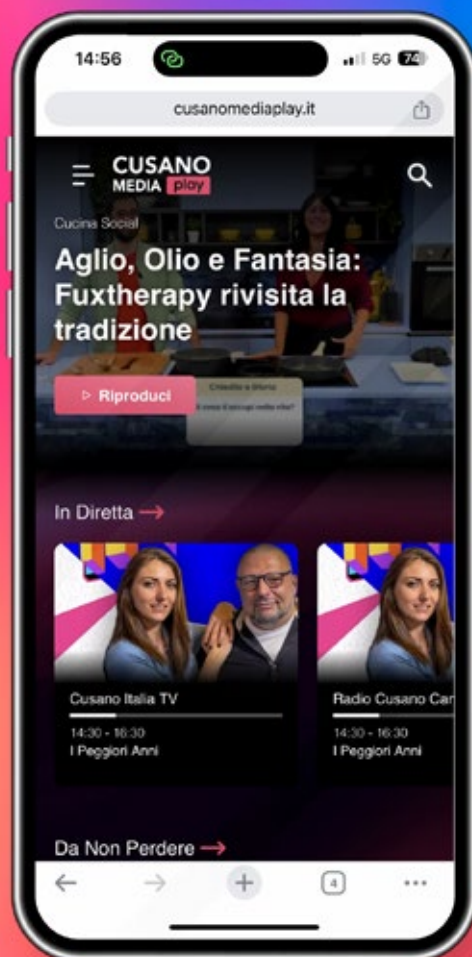 14:56
5G 74
cusanomediaplay.it
CUSANO
MEDIA play
Cucina Social
Aglio, Olio e Fantasia:
Fuxtherapy rivisita la
tradizione
Riproduci
In Diretta
Cusano Italia TV
14:30 - 16:30
I Peggiori Anni
Radio Cusano Cam
14:30 - 16:30
I Peggiori Anni
Da Non Perdere
4